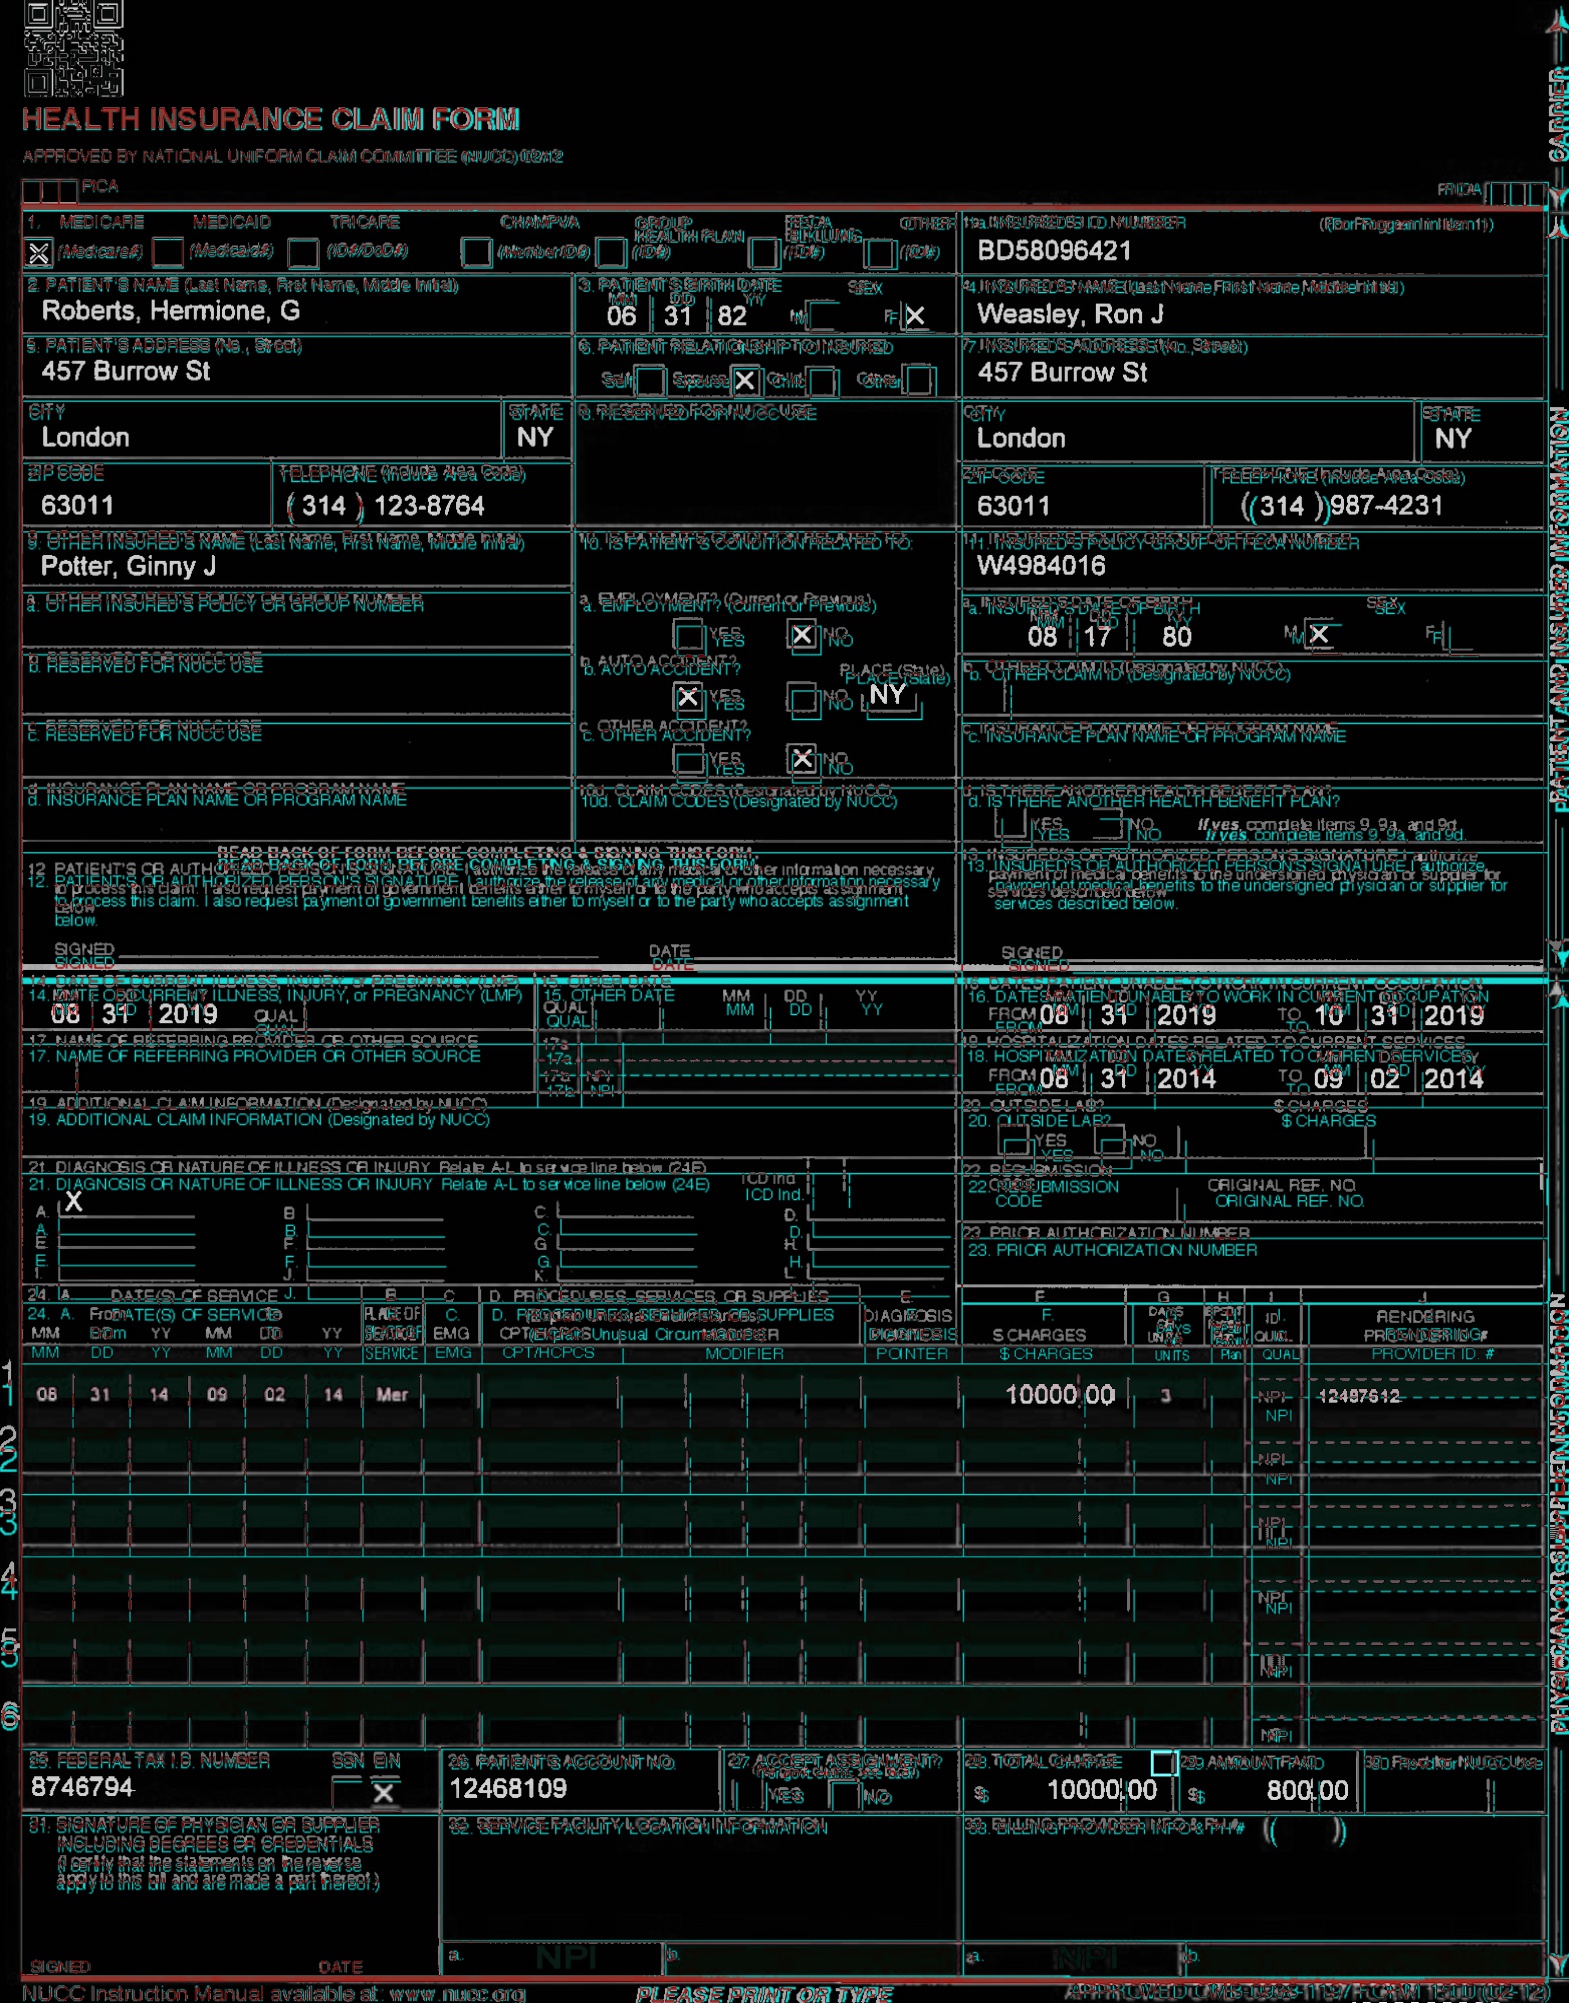 HEALTH INSURANCE CLAIM FORM
APPROVED BY NATIONAL UNIFORM CLAIM COMMITTEE (NUCC) 02/12
PICA
CARRIER
1. MEDICARE MEDICAID TRICARE CHAMPVA GROUP HEALTH PLAN FECA BLKLUNG OTHER 1a. INSURED'S I.D. NUMBER (For Program in Item 1)
X (Medicare#) (Medicaid#) (ID#/DoD#) (Member ID#) (ID#) (ID#) (ID#) BD58096421
2. PATIENT'S NAME (Last Name, First Name, Middle Initial) 3. PATIENT'S BIRTH DATE SEX 4. INSURED'S NAME (Last Name, First Name, Middle Initial)
MM DD YY
Roberts, Hermione, G 06 31 82 M F X Weasley, Ron J
5. PATIENT'S ADDRESS (No., Street) 6. PATIENT RELATIONSHIP TO INSURED 7. INSURED'S ADDRESS (No., Street)
457 Burrow St Self Spouse X Child Other 457 Burrow St
CITY STATE 8. RESERVED FOR NUCC USE CITY STATE
London NY London NY
ZIP CODE TELEPHONE (Include Area Code) ZIP CODE TELEPHONE (Include Area Code)
63011 ( 314 ) 123-8764 63011 ( 314 ) 987-4231
9. OTHER INSURED'S NAME (Last Name, First Name, Middle Initial) 10. IS PATIENT'S CONDITION RELATED TO: 11. INSURED'S POLICY GROUP OR FECA NUMBER
Potter, Ginny J W4984016
a. OTHER INSURED'S POLICY OR GROUP NUMBER a. EMPLOYMENT? (Current or Previous) a. INSURED'S DATE OF BIRTH SEX
MM DD YY
YES X NO 08 17 80 M X F
b. RESERVED FOR NUCC USE b. AUTO ACCIDENT? PLACE (State) b. OTHER CLAIM ID (Designated by NUCC)
X YES NO NY
c. RESERVED FOR NUCC USE c. OTHER ACCIDENT? c. INSURANCE PLAN NAME OR PROGRAM NAME
YES X NO
d. INSURANCE PLAN NAME OR PROGRAM NAME 10d. CLAIM CODES (Designated by NUCC) d. IS THERE ANOTHER HEALTH BENEFIT PLAN?
YES NO If yes, complete items 9, 9a, and 9d.
READ BACK OF FORM BEFORE COMPLETING & SIGNING THIS FORM.
12. PATIENT'S OR AUTHORIZED PERSON'S SIGNATURE I authorize the release of any medical or other information necessary
to process this claim. I also request payment of government benefits either to myself or to the party who accepts assignment
below.
13. INSURED'S OR AUTHORIZED PERSON'S SIGNATURE I authorize
payment of medical benefits to the undersigned physician or supplier for
services described below.
SIGNED DATE SIGNED
PATIENT AND INSURED INFORMATION
14. DATE OF CURRENT ILLNESS, INJURY, or PREGNANCY (LMP) 15. OTHER DATE 16. DATES PATIENT UNABLE TO WORK IN CURRENT OCCUPATION
MM DD MM DD YY
08 31 2019 QUAL. QUAL. FROM 08 31 2019 TO 10 31 2019
17. NAME OF REFERRING PROVIDER OR OTHER SOURCE 17a. 18. HOSPITALIZATION DATES RELATED TO CURRENT SERVICES
17b. NPI FROM 08 31 2014 TO 09 02 2014
19. ADDITIONAL CLAIM INFORMATION (Designated by NUCC) 20. OUTSIDE LAB? $ CHARGES
YES NO
21. DIAGNOSIS OR NATURE OF ILLNESS OR INJURY Relate A-L to service line below (24E) ICD Ind. 22. RESUBMISSION CODE ORIGINAL REF. NO.
A. X B. C. D.
E. F. G. H. 23. PRIOR AUTHORIZATION NUMBER
I. J. K. L.
24. A. DATE(S) OF SERVICE B. C. D. PROCEDURES, SERVICES, OR SUPPLIES E. F. G. H. I. J.
From To PLACE OF SERVICE EMG (Explain Unusual Circumstances) DIAGNOSIS POINTER $ CHARGES DAYS OR UNITS ID. QUAL. RENDERING PROVIDER ID. #
MM DD YY MM DD YY CPT/HCPCS MODIFIER
1 08 31 14 09 02 14 Mer 10000 00 3 NPI 12487612
2 NPI
3 NPI
4 NPI
5 NPI
6 NPI
PHYSICIAN OR SUPPLIER INFORMATION
25. FEDERAL TAX I.D. NUMBER SSN EIN 26. PATIENT'S ACCOUNT NO. 27. ACCEPT ASSIGNMENT? 28. TOTAL CHARGE 29. AMOUNT PAID 30. Rsvd for NUCC Use
8746794 X 12468109 YES NO $ 10000 00 $ 800 00
31. SIGNATURE OF PHYSICIAN OR SUPPLIER
INCLUDING DEGREES OR CREDENTIALS
(I certify that the statements on the reverse
apply to this bill and are made a part thereof.)
32. SERVICE FACILITY LOCATION INFORMATION 33. BILLING PROVIDER INFO & PH # ( )
SIGNED DATE a. NPI b. a. NPI b.
NUCC Instruction Manual available at: www.nucc.org PLEASE PRINT OR TYPE APPROVED OMB-0938-1197 FORM 1500 (02-12)